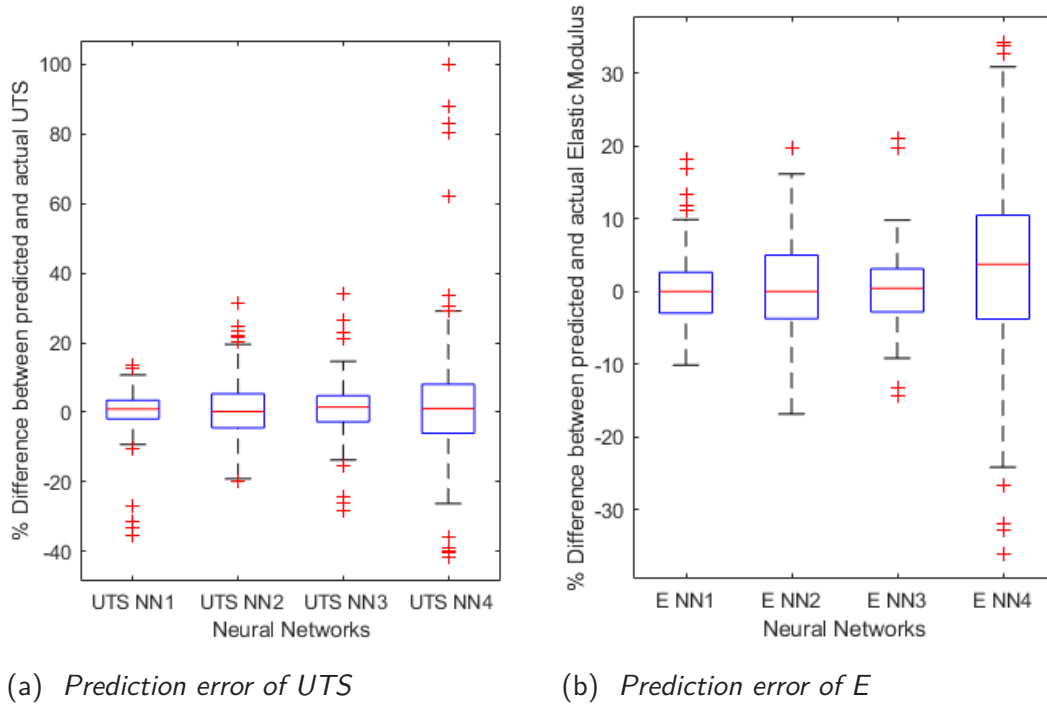 % Difference between predicted and actual UTS
100
80
60
40
20
0
-20
-40
UTS NN1 UTS NN2 UTS NN3 UTS NN4
Neural Networks
(a) Prediction error of UTS
% Difference between predicted and actual Elastic Modulus
30
20
10
0
-10
-20
-30
E NN1 E NN2 E NN3 E NN4
Neural Networks
(b) Prediction error of E